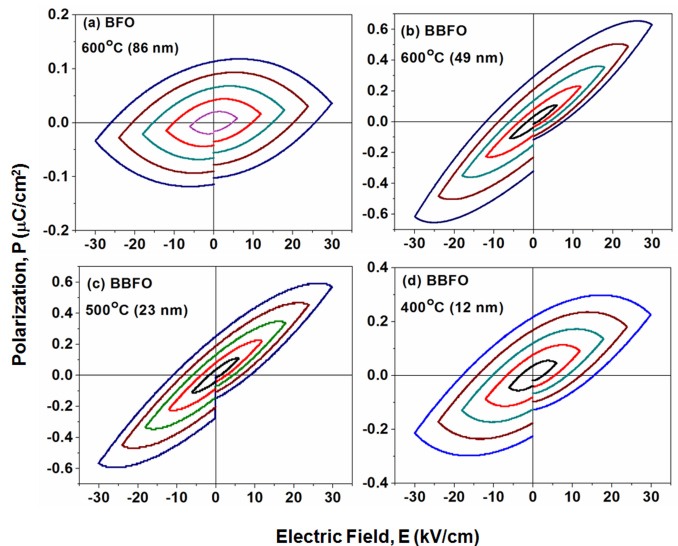 (a) BFO
600°C (86 nm)
0.2
0.1
0.0
-0.1
-0.2
-30 -20 -10 0 10 20 30
(b) BBFO
600°C (49 nm)
0.6
0.4
0.2
0.0
-0.2
-0.4
-0.6
-30 -20 -10 0 10 20 30
(c) BBFO
500°C (23 nm)
0.6
0.4
0.2
0.0
-0.2
-0.4
-0.6
-30 -20 -10 0 10 20 30
(d) BBFO
400°C (12 nm)
0.4
0.2
0.0
-0.2
-0.4
-30 -20 -10 0 10 20 30
Polarization, P (μC/cm²)
Electric Field, E (kV/cm)